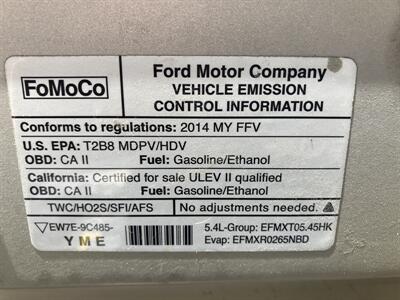 FoMoCo
Ford Motor Company
VEHICLE EMISSION
CONTROL INFORMATION
Conforms to regulations: 2014 MY FFV
U.S. EPA: T2B8 MDPV/HDV
OBD: CA II Fuel: Gasoline/Ethanol
California: Certified for sale ULEV II qualified
OBD: CA II Fuel: Gasoline/Ethanol
TWC/HO2S/SFI/AFS No adjustments needed.
EW7E-9C485- 5.4L-Group: EFMXT05.45HK
Y M E Evap: EFMXR0265NBD